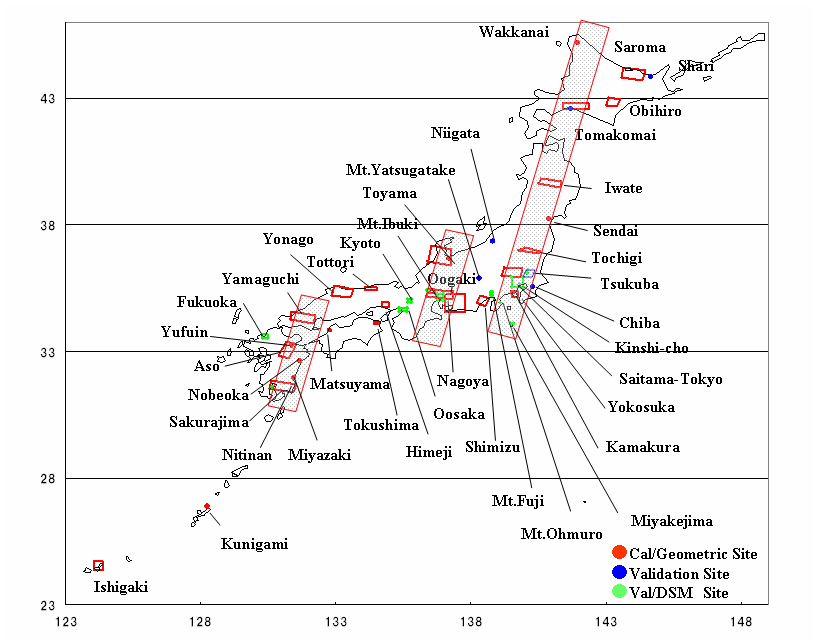 Wakkanai
Saroma
Shari
43
Obihiro
Tomakomai
Niigata
Mt.Yatsugatake
Toyama
Iwate
Mt.Ibuki
38
Sendai
Yonago
Kyoto
Tottori
Tochigi
Yamaguchi
Oogaki
Tsukuba
Fukuoka
Chiba
Yufuin
Kinshi-cho
33
Aso
Saitama-Tokyo
Matsuyama
Nagoya
Nobeoka
Yokosuka
Oosaka
Sakurajima
Tokushima
Kamakura
Shimizu
Himeji
Nitinan
Miyazaki
28
Mt.Fuji
Miyakejima
Mt.Ohmuro
Kunigami
Cal/Geometric Site
Validation Site
Ishigaki
Val/DSM Site
23
123 128 133 138 143 148